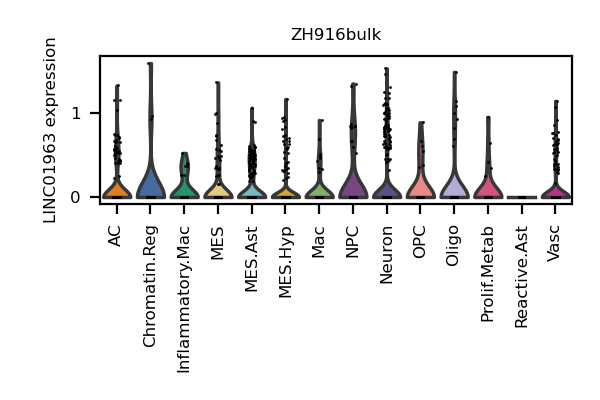 ZH916bulk
LINC01963 expression
1
0
AC
Chromatin.Reg
Inflammatory.Mac
MES
MES.Ast
MES.Hyp
Mac
NPC
Neuron
OPC
Oligo
Prolif.Metab
Reactive.Ast
Vasc